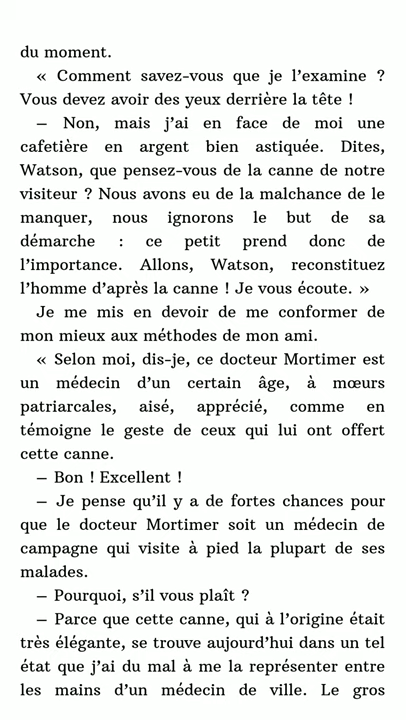 du moment.
« Comment savez-vous que je l’examine ?
Vous devez avoir des yeux derrière la tête !
– Non, mais j’ai en face de moi une
cafetière en argent bien astiquée. Dites,
Watson, que pensez-vous de la canne de notre
visiteur ? Nous avons eu de la malchance de le
manquer, nous ignorons le but de sa
démarche : ce petit prend donc de
l’importance. Allons, Watson, reconstituez
l’homme d’après la canne ! Je vous écoute. »
Je me mis en devoir de me conformer de
mon mieux aux méthodes de mon ami.
« Selon moi, dis-je, ce docteur Mortimer est
un médecin d’un certain âge, à mœurs
patriarcales, aisé, apprécié, comme en
témoigne le geste de ceux qui lui ont offert
cette canne.
– Bon ! Excellent !
– Je pense qu’il y a de fortes chances pour
que le docteur Mortimer soit un médecin de
campagne qui visite à pied la plupart de ses
malades.
– Pourquoi, s’il vous plaît ?
– Parce que cette canne, qui à l’origine était
très élégante, se trouve aujourd’hui dans un tel
état que j’ai du mal à me la représenter entre
les mains d’un médecin de ville. Le gros